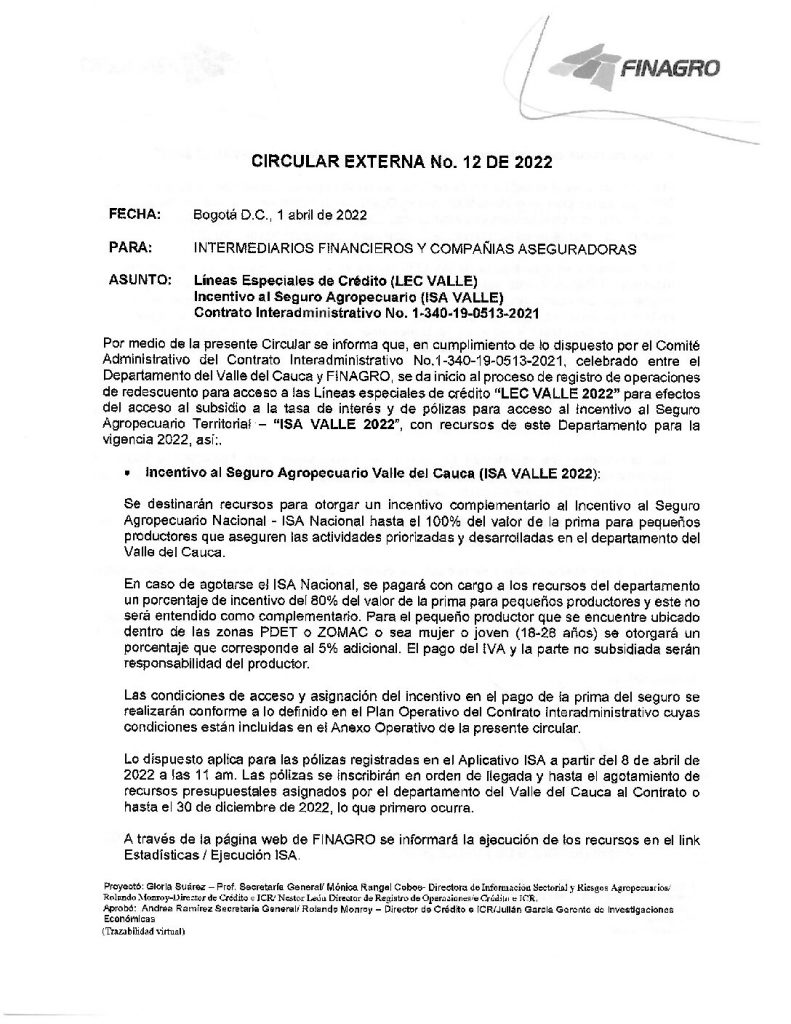 FINAGRO
CIRCULAR EXTERNA No. 12 DE 2022
FECHA: Bogotá D.C., 1 abril de 2022
PARA: INTERMEDIARIOS FINANCIEROS Y COMPAÑIAS ASEGURADORAS
ASUNTO: Líneas Especiales de Crédito (LEC VALLE)
Incentivo al Seguro Agropecuario (ISA VALLE)
Contrato Interadministrativo No. 1-340-19-0513-2021
Por medio de la presente Circular se informa que, en cumplimiento de lo dispuesto por el Comité
Administrativo del Contrato Interadministrativo No.1-340-19-0513-2021, celebrado entre el
Departamento del Valle del Cauca y FINAGRO, se da inicio al proceso de registro de operaciones
de redescuento para acceso a las Líneas especiales de crédito "LEC VALLE 2022" para efectos
del acceso al subsidio a la tasa de interés y de pólizas para acceso al Incentivo al Seguro
Agropecuario Territorial – "ISA VALLE 2022", con recursos de este Departamento para la
vigencia 2022, así:.
• Incentivo al Seguro Agropecuario Valle del Cauca (ISA VALLE 2022):
Se destinarán recursos para otorgar un incentivo complementario al Incentivo al Seguro
Agropecuario Nacional - ISA Nacional hasta el 100% del valor de la prima para pequeños
productores que aseguren las actividades priorizadas y desarrolladas en el departamento del
Valle del Cauca.
En caso de agotarse el ISA Nacional, se pagará con cargo a los recursos del departamento
un porcentaje de incentivo del 80% del valor de la prima para pequeños productores y este no
será entendido como complementario. Para el pequeño productor que se encuentre ubicado
dentro de las zonas PDET o ZOMAC o sea mujer o joven (18-28 años) se otorgará un
porcentaje que corresponde al 5% adicional. El pago del IVA y la parte no subsidiada serán
responsabilidad del productor.
Las condiciones de acceso y asignación del incentivo en el pago de la prima del seguro se
realizarán conforme a lo definido en el Plan Operativo del Contrato interadministrativo cuyas
condiciones están incluidas en el Anexo Operativo de la presente circular.
Lo dispuesto aplica para las pólizas registradas en el Aplicativo ISA a partir del 8 de abril de
2022 a las 11 am. Las pólizas se inscribirán en orden de llegada y hasta el agotamiento de
recursos presupuestales asignados por el departamento del Valle del Cauca al Contrato o
hasta el 30 de diciembre de 2022, lo que primero ocurra.
A través de la página web de FINAGRO se informará la ejecución de los recursos en el link
Estadísticas / Ejecución ISA.
Proyectó: Gloria Suárez – Prof. Secretaría General/ Mónica Rangel Cobos- Directora de Información Sectorial y Riesgos Agropecuarios/
Rolando Monroy-Director de Crédito e ICR/ Nestor León Director de Registro de Operaciones/e Crédito e ICR.
Aprobó: Andrea Ramírez Secretaría General/ Rolando Monroy – Director de Crédito e ICR/Julián García Gerente de Investigaciones
Económicas
(Trazabilidad virtual)